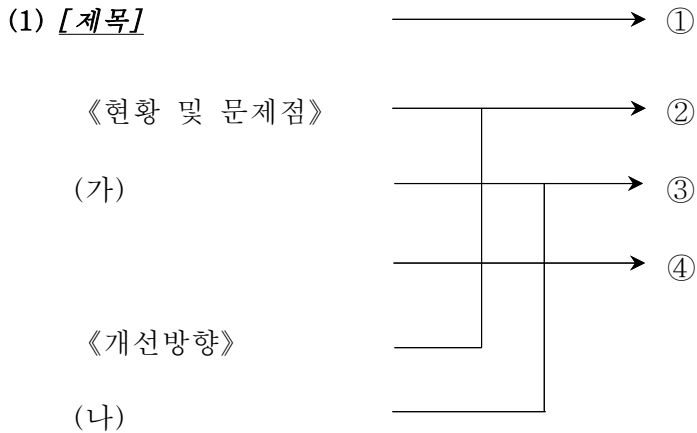 (1) [제목] ①
《현황 및 문제점》 ②
(가) ③
④
《개선방향》
(나)